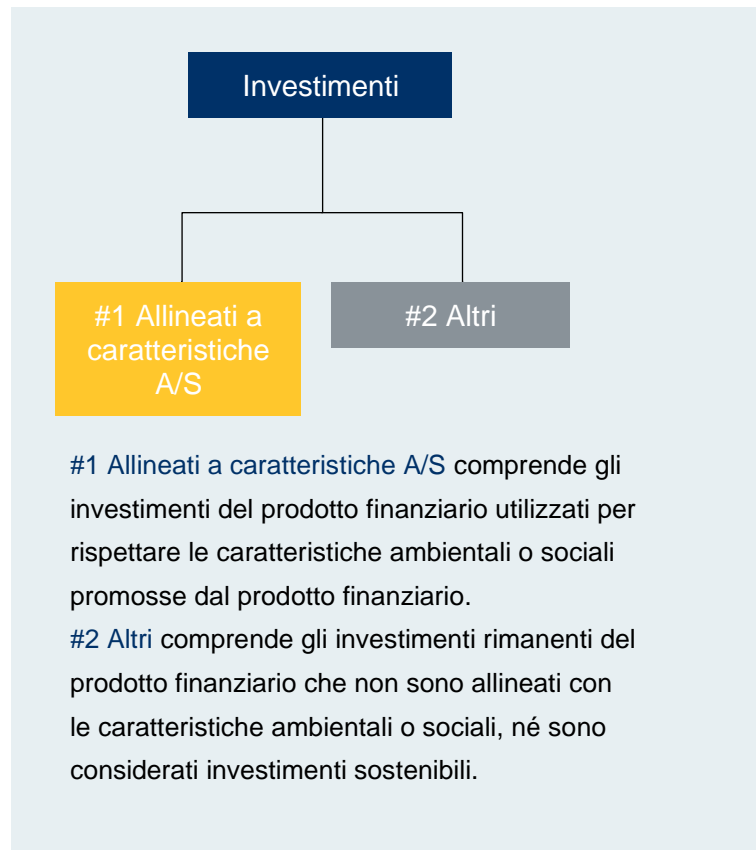 Investimenti
#1 Allineati a
caratteristiche
A/S
#2 Altri
#1 Allineati a caratteristiche A/S comprende gli
investimenti del prodotto finanziario utilizzati per
rispettare le caratteristiche ambientali o sociali
promosse dal prodotto finanziario.
#2 Altri comprende gli investimenti rimanenti del
prodotto finanziario che non sono allineati con
le caratteristiche ambientali o sociali, né sono
considerati investimenti sostenibili.